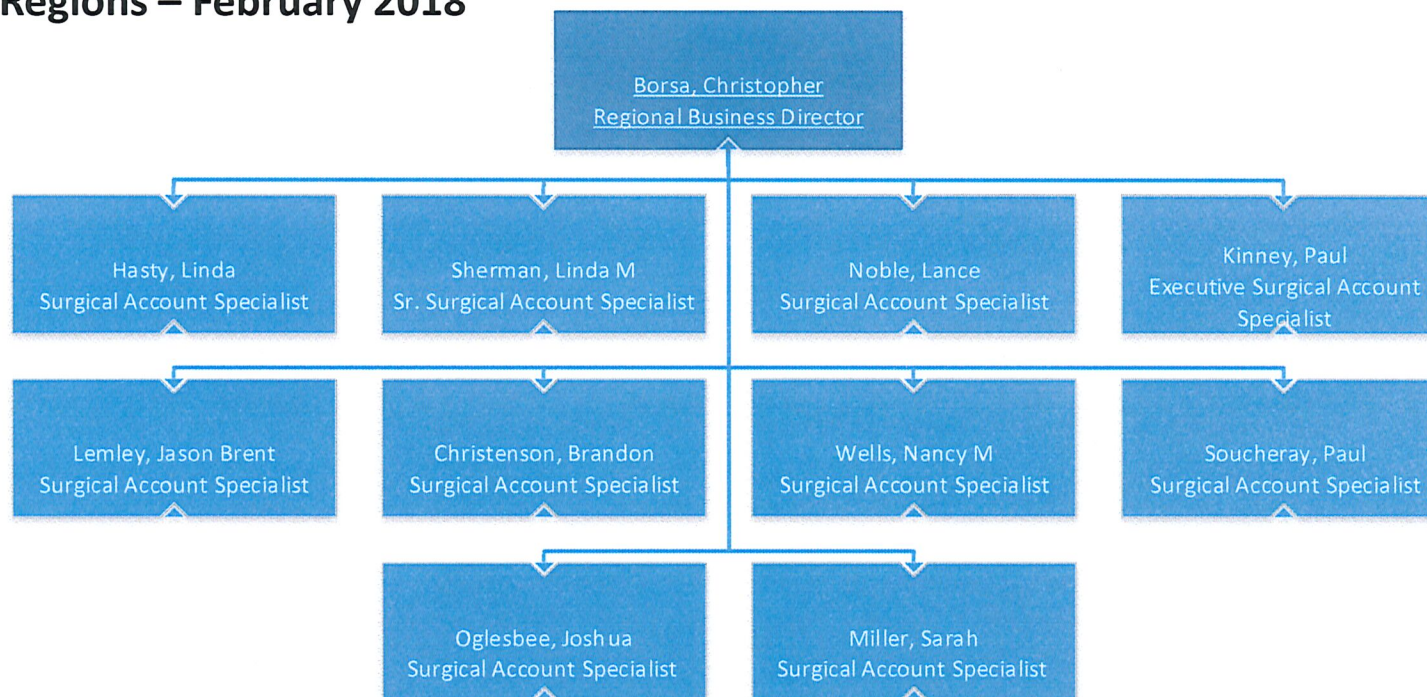 Regions – February 2018
Borsa, Christopher
Regional Business Director
Hasty, Linda
Surgical Account Specialist
Sherman, Linda M
Sr. Surgical Account Specialist
Noble, Lance
Surgical Account Specialist
Kinney, Paul
Executive Surgical Account
Specialist
Lemley, Jason Brent
Surgical Account Specialist
Christenson, Brandon
Surgical Account Specialist
Wells, Nancy M
Surgical Account Specialist
Soucheray, Paul
Surgical Account Specialist
Oglesbee, Joshua
Surgical Account Specialist
Miller, Sarah
Surgical Account Specialist